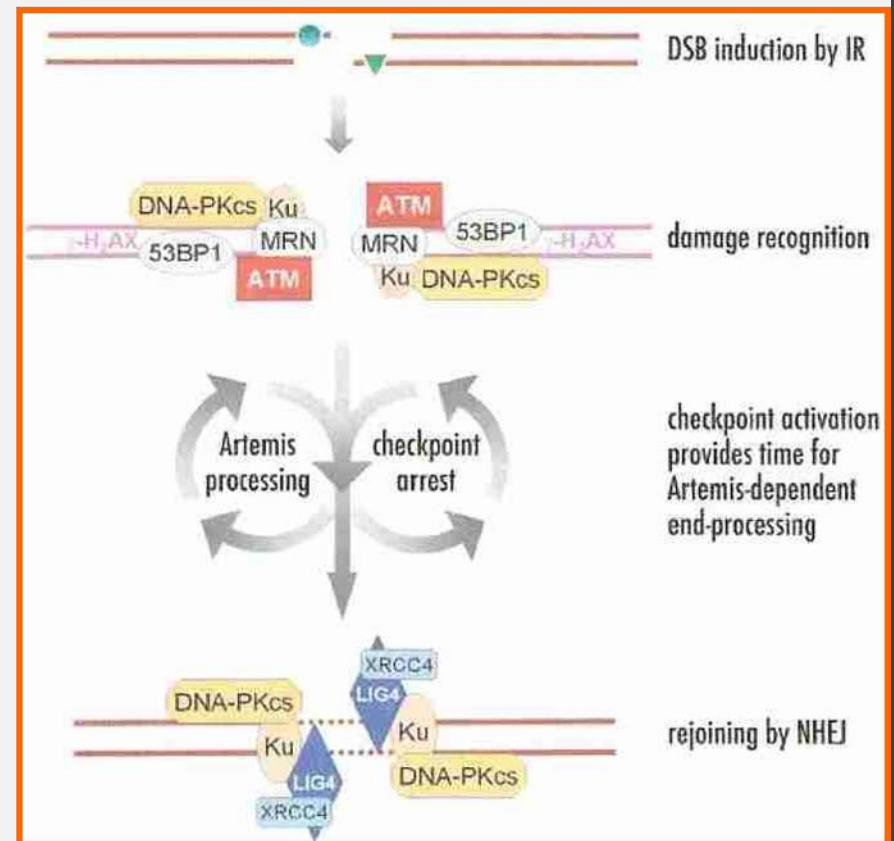 DSB induction by IR
DNA-PKcs Ku
ATM
γ-H₂AX 53BP1 MRN
MRN 53BP1 γ-H₂AX
damage recognition
ATM
Ku DNA-PKcs
Artemis
processing
checkpoint
arrest
checkpoint activation
provides time for
Artemis-dependent
end-processing
XRCC4
LIG4
DNA-PKcs
Ku
Ku
rejoining by NHEJ
LIG4
DNA-PKcs
XRCC4